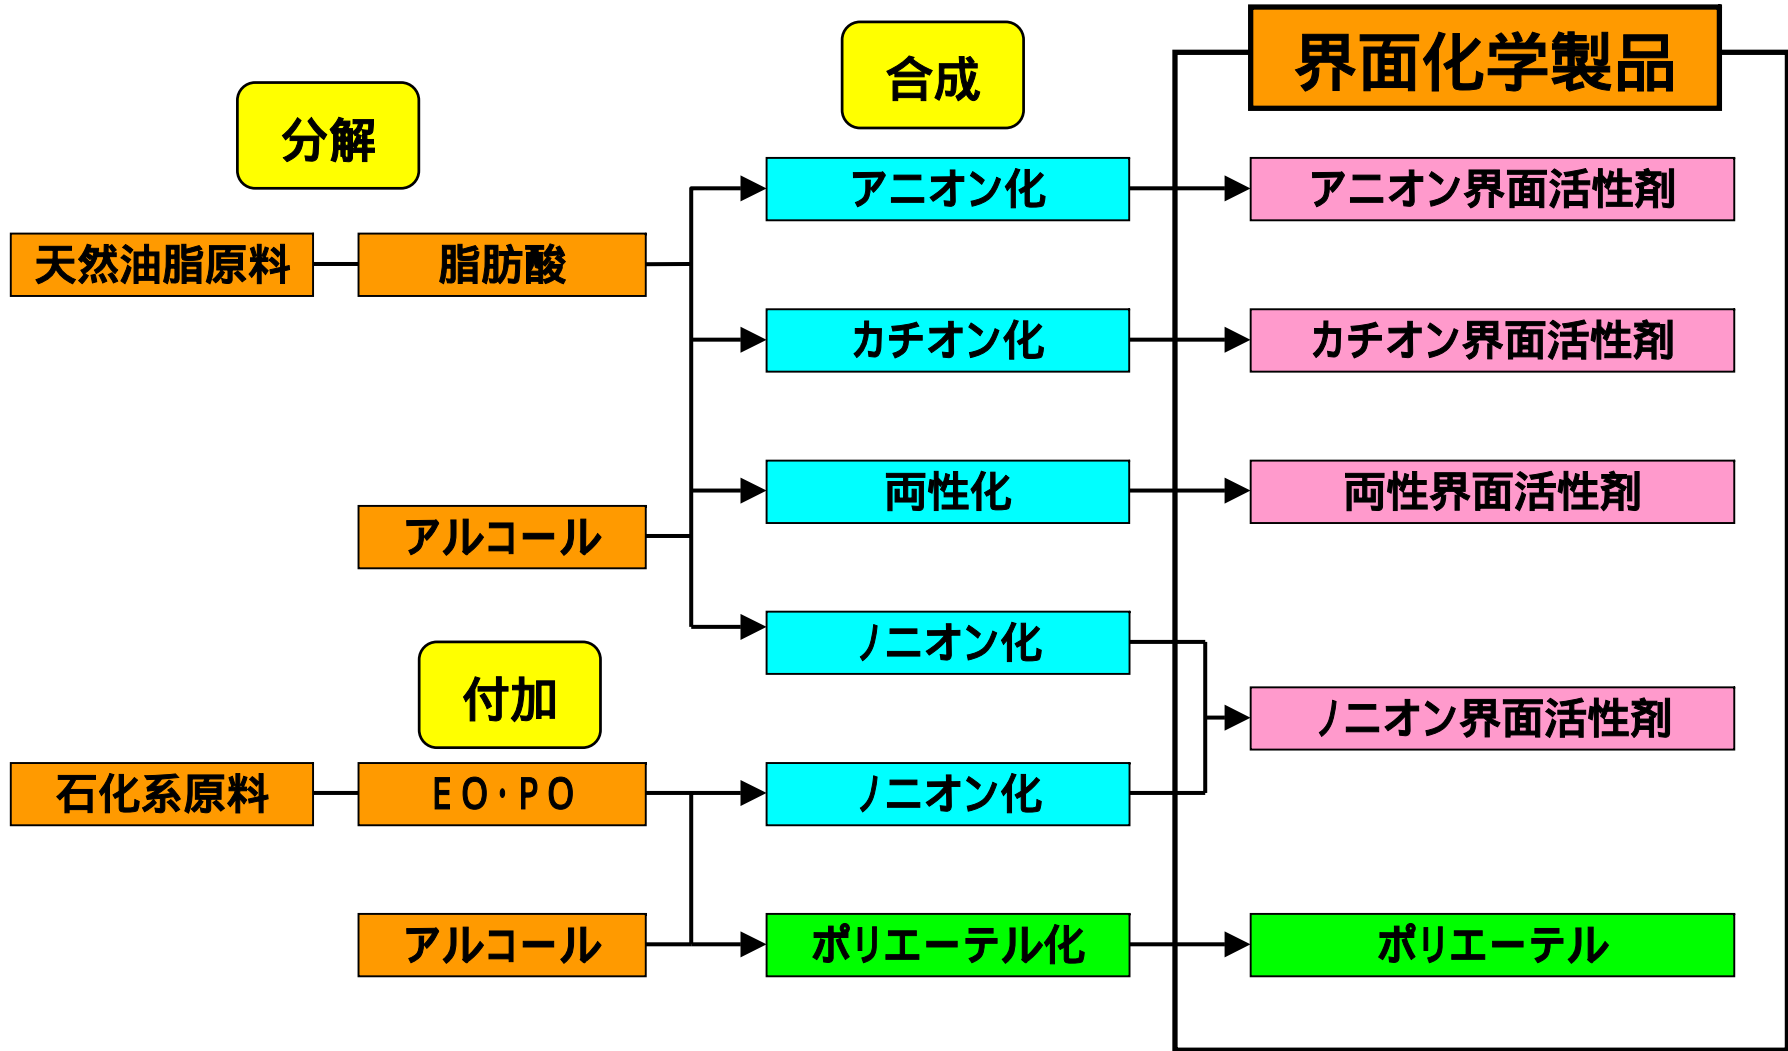 界面化学製品
合成
分解
アニオン化
アニオン界面活性剤
天然油脂原料
脂肪酸
カチオン化
カチオン界面活性剤
両性化
両性界面活性剤
アルコール
ノニオン化
付加
ノニオン界面活性剤
石化系原料
ＥＯ・ＰＯ
ノニオン化
アルコール
ポリエーテル化
ポリエーテル